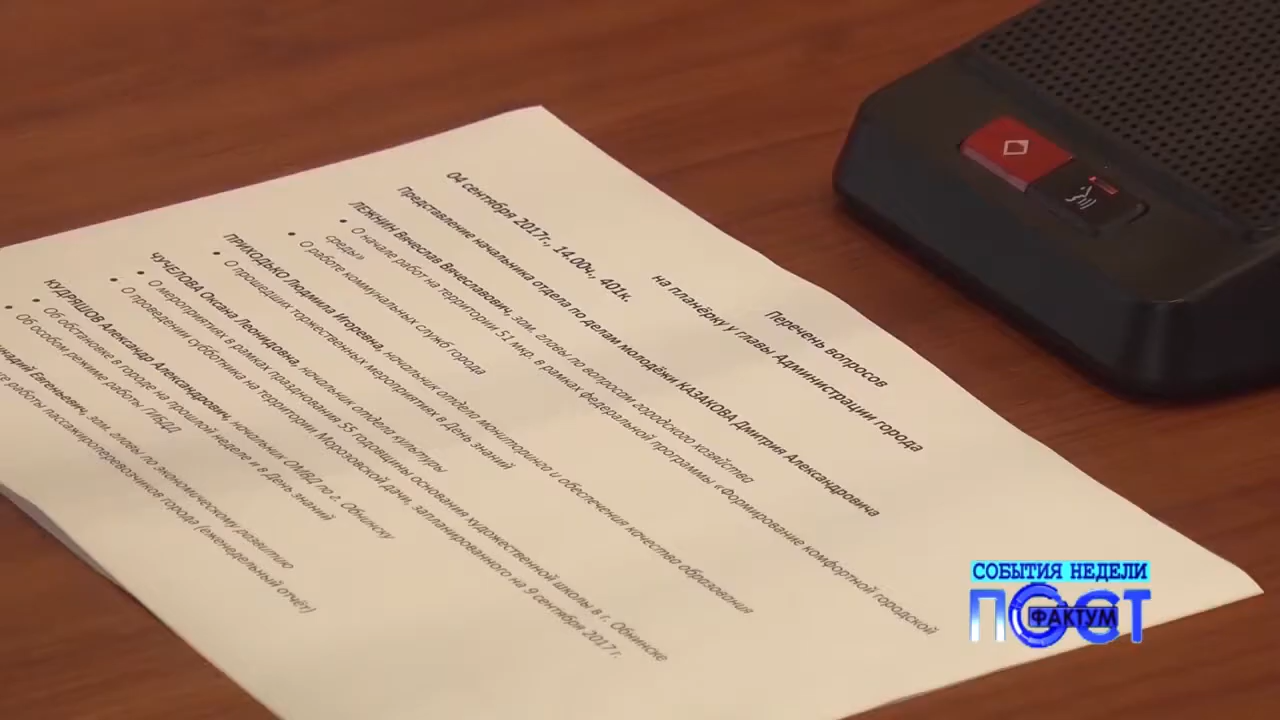 Перечень вопросов
на планёрку у главы Администрации города
04 сентября 2017г., 14.00ч., 401к.
Представление начальника отдела по делам молодёжи КАЗАКОВА Дмитрия Александровича
ЛЕЖНИН Вячеслав Вячеславович, зам. главы по вопросам городского хозяйства
• О начале работ на территории 51 мкр. в рамках федеральной программы «Формирование комфортной городской
среды»
• О работе коммунальных служб города
ПРИХОДЬКО Людмила Игоревна, начальник отдела мониторинга и обеспечения качества образования
• О прошедших торжественных мероприятиях в День знаний
ЧУЧЕЛОВА Оксана Леонидовна, начальник отдела культуры
• О мероприятиях в рамках празднования 55 годовщины основания художественной школы в г. Обнинске
• О проведении субботника на территории Морозовской дачи, запланированного на 9 сентября 2017 г.
КУДРЯШОВ Александр Александрович, начальник ОМВД по г. Обнинску
• Об обстановке в городе на прошлой неделе и в День знаний
• Об особом режиме работы ГИБДД
Евгеньевич, зам. главы по экономическому развитию
работы пассажироперевозчиков города (еженедельный отчёт)
СОБЫТИЯ НЕДЕЛИ
ПОСТ
ФАКТУМ